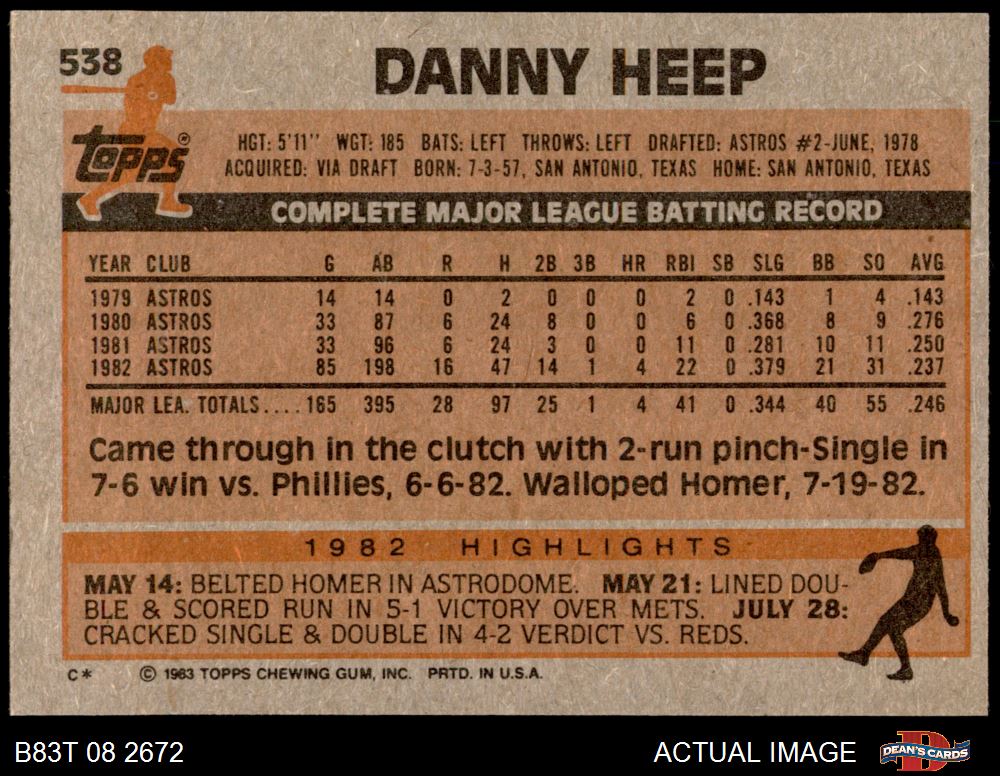 538
DANNY HEEP
Topps®
HGT: 5'11" WGT: 185 BATS: LEFT THROWS: LEFT DRAFTED: ASTROS #2-JUNE, 1978
ACQUIRED: VIA DRAFT BORN: 7-3-57, SAN ANTONIO, TEXAS HOME: SAN ANTONIO, TEXAS
COMPLETE MAJOR LEAGUE BATTING RECORD
YEAR CLUB G AB R H 2B 3B HR RBI SB SLG BB SO AVG
1979 ASTROS 14 14 0 2 0 0 0 2 0 .143 1 4 .143
1980 ASTROS 33 87 6 24 8 0 0 6 0 .368 8 9 .276
1981 ASTROS 33 96 6 24 3 0 0 11 0 .281 10 11 .250
1982 ASTROS 85 198 16 47 14 1 4 22 0 .379 21 31 .237
MAJOR LEA. TOTALS....165 395 28 97 25 1 4 41 0 .344 40 55 .246
Came through in the clutch with 2-run pinch-Single in
7-6 win vs. Phillies, 6-6-82. Walloped Homer, 7-19-82.
1982 HIGHLIGHTS
MAY 14: BELTED HOMER IN ASTRODOME. MAY 21: LINED DOU-
BLE & SCORED RUN IN 5-1 VICTORY OVER METS. JULY 28:
CRACKED SINGLE & DOUBLE IN 4-2 VERDICT VS. REDS.
C* © 1983 TOPPS CHEWING GUM, INC. PRTD. IN U.S.A.
B83T 08 2672 ACTUAL IMAGE D DEAN'S CARDS